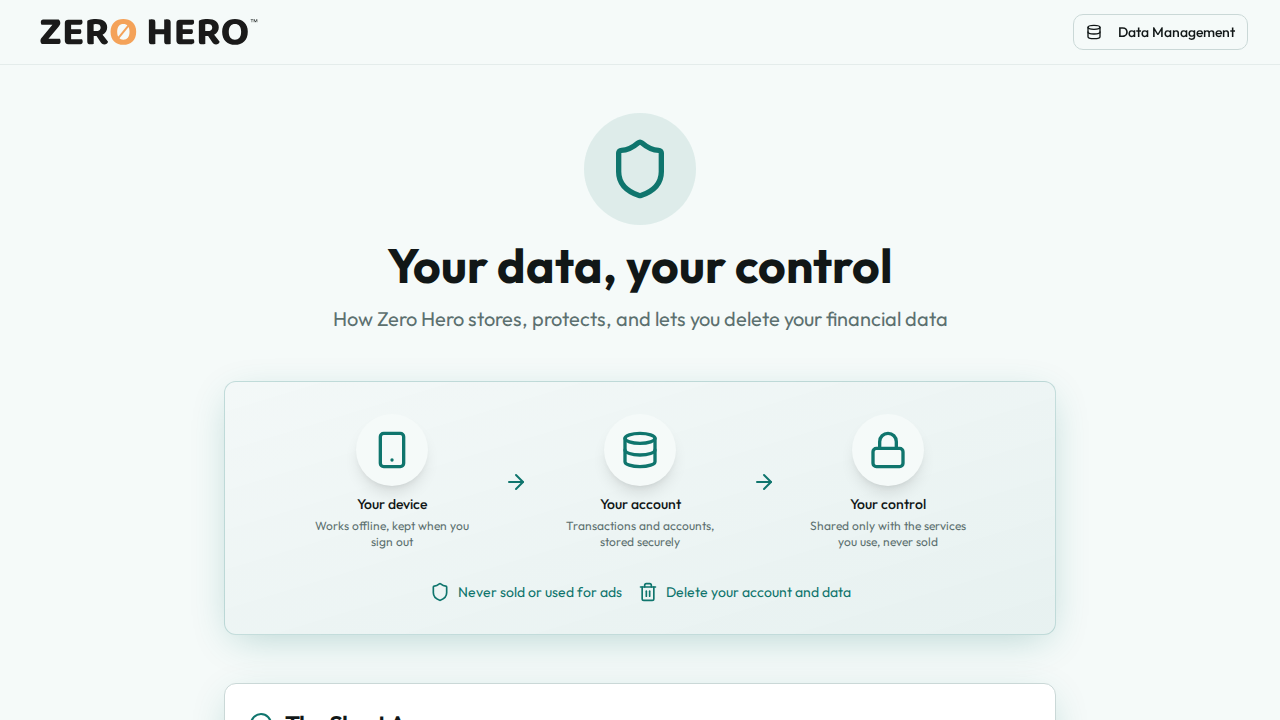 ZERO HERO™
Data Management
Your data, your control
How Zero Hero stores, protects, and lets you delete your financial data
Your device
Works offline, kept when you
sign out
Your account
Transactions and accounts,
stored securely
Your control
Shared only with the services
you use, never sold
Never sold or used for ads
Delete your account and data